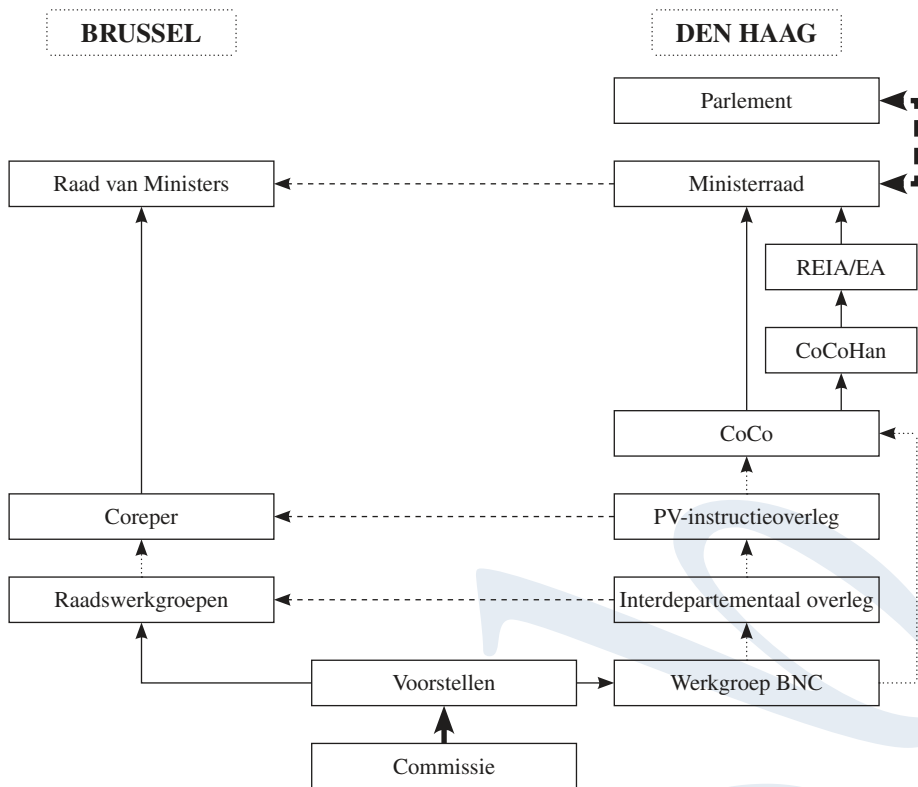 BRUSSEL
DEN HAAG
Parlement
Raad van Ministers
Ministerraad
REIA/EA
CoCoHan
CoCo
Coreper
PV-instructieoverleg
Raadswerkgroepen
Interdepartementaal overleg
Voorstellen
Werkgroep BNC
Commissie